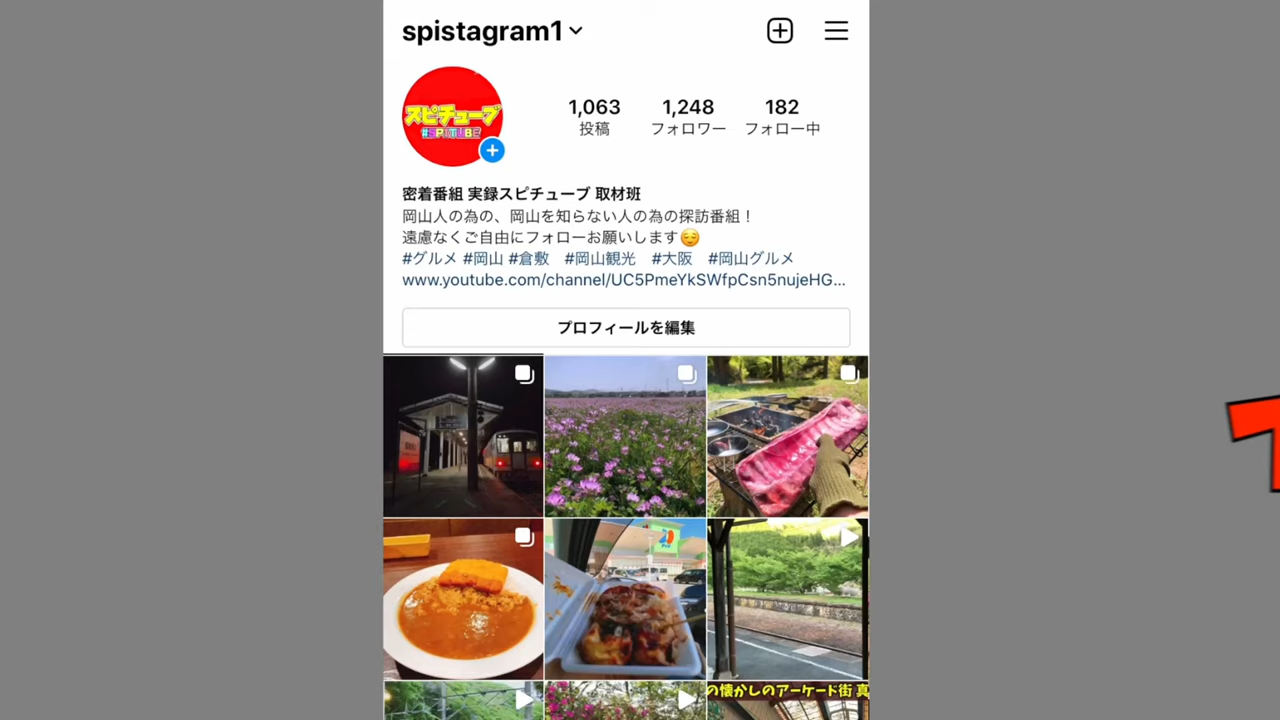 spistagram1
スピチューブ
#SPITUBE
1,063
投稿
1,248
フォロワー
182
フォロー中
密着番組 実録スピチューブ 取材班
岡山人の為の、岡山を知らない人の為の探訪番組！
遠慮なくご自由にフォローお願いします😌
#グルメ #岡山 #倉敷　#岡山観光　#大阪　#岡山グルメ
www.youtube.com/channel/UC5PmeYkSWfpCsn5nujeHG...
プロフィールを編集
の懐かしのアーケード街 真